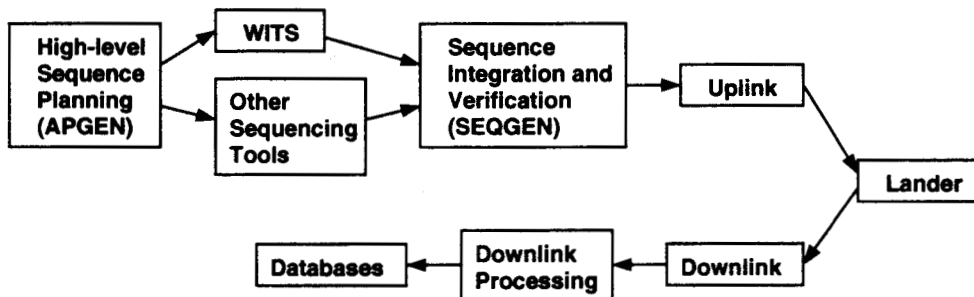 High-level
Sequence
Planning
(APGEN)
WITS
Other
Sequencing
Tools
Sequence
Integration and
Verification
(SEQGEN)
Uplink
Lander
Downlink
Downlink
Processing
Databases